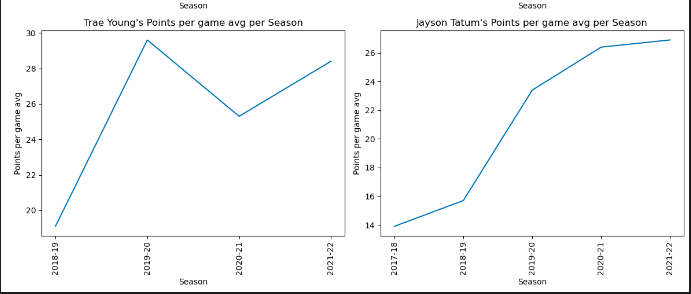 Season
Season
Trae Young's Points per game avg per Season
Jayson Tatum's Points per game avg per Season
Points per game avg
30
28
26
24
22
20
2018-19
2019-20
2020-21
2021-22
Season
Points per game avg
26
24
22
20
18
16
14
2017-18
2018-19
2019-20
2020-21
2021-22
Season